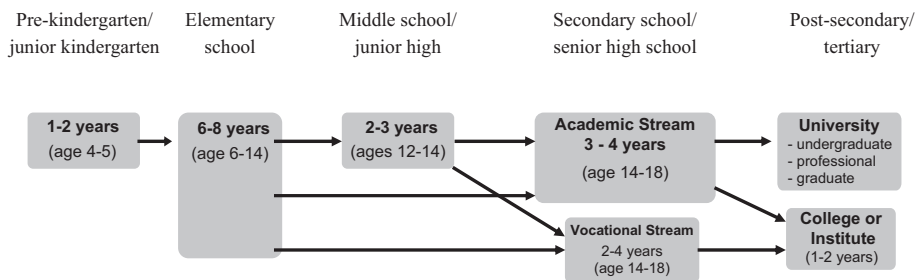 Pre-kindergarten/
junior kindergarten
Elementary
school
Middle school/
junior high
Secondary school/
senior high school
Post-secondary/
tertiary
1-2 years
(age 4-5)
6-8 years
(age 6-14)
2-3 years
(ages 12-14)
Academic Stream
3 - 4 years
(age 14-18)
University
- undergraduate
- professional
- graduate
Vocational Stream
2-4 years
(age 14-18)
College or
Institute
(1-2 years)